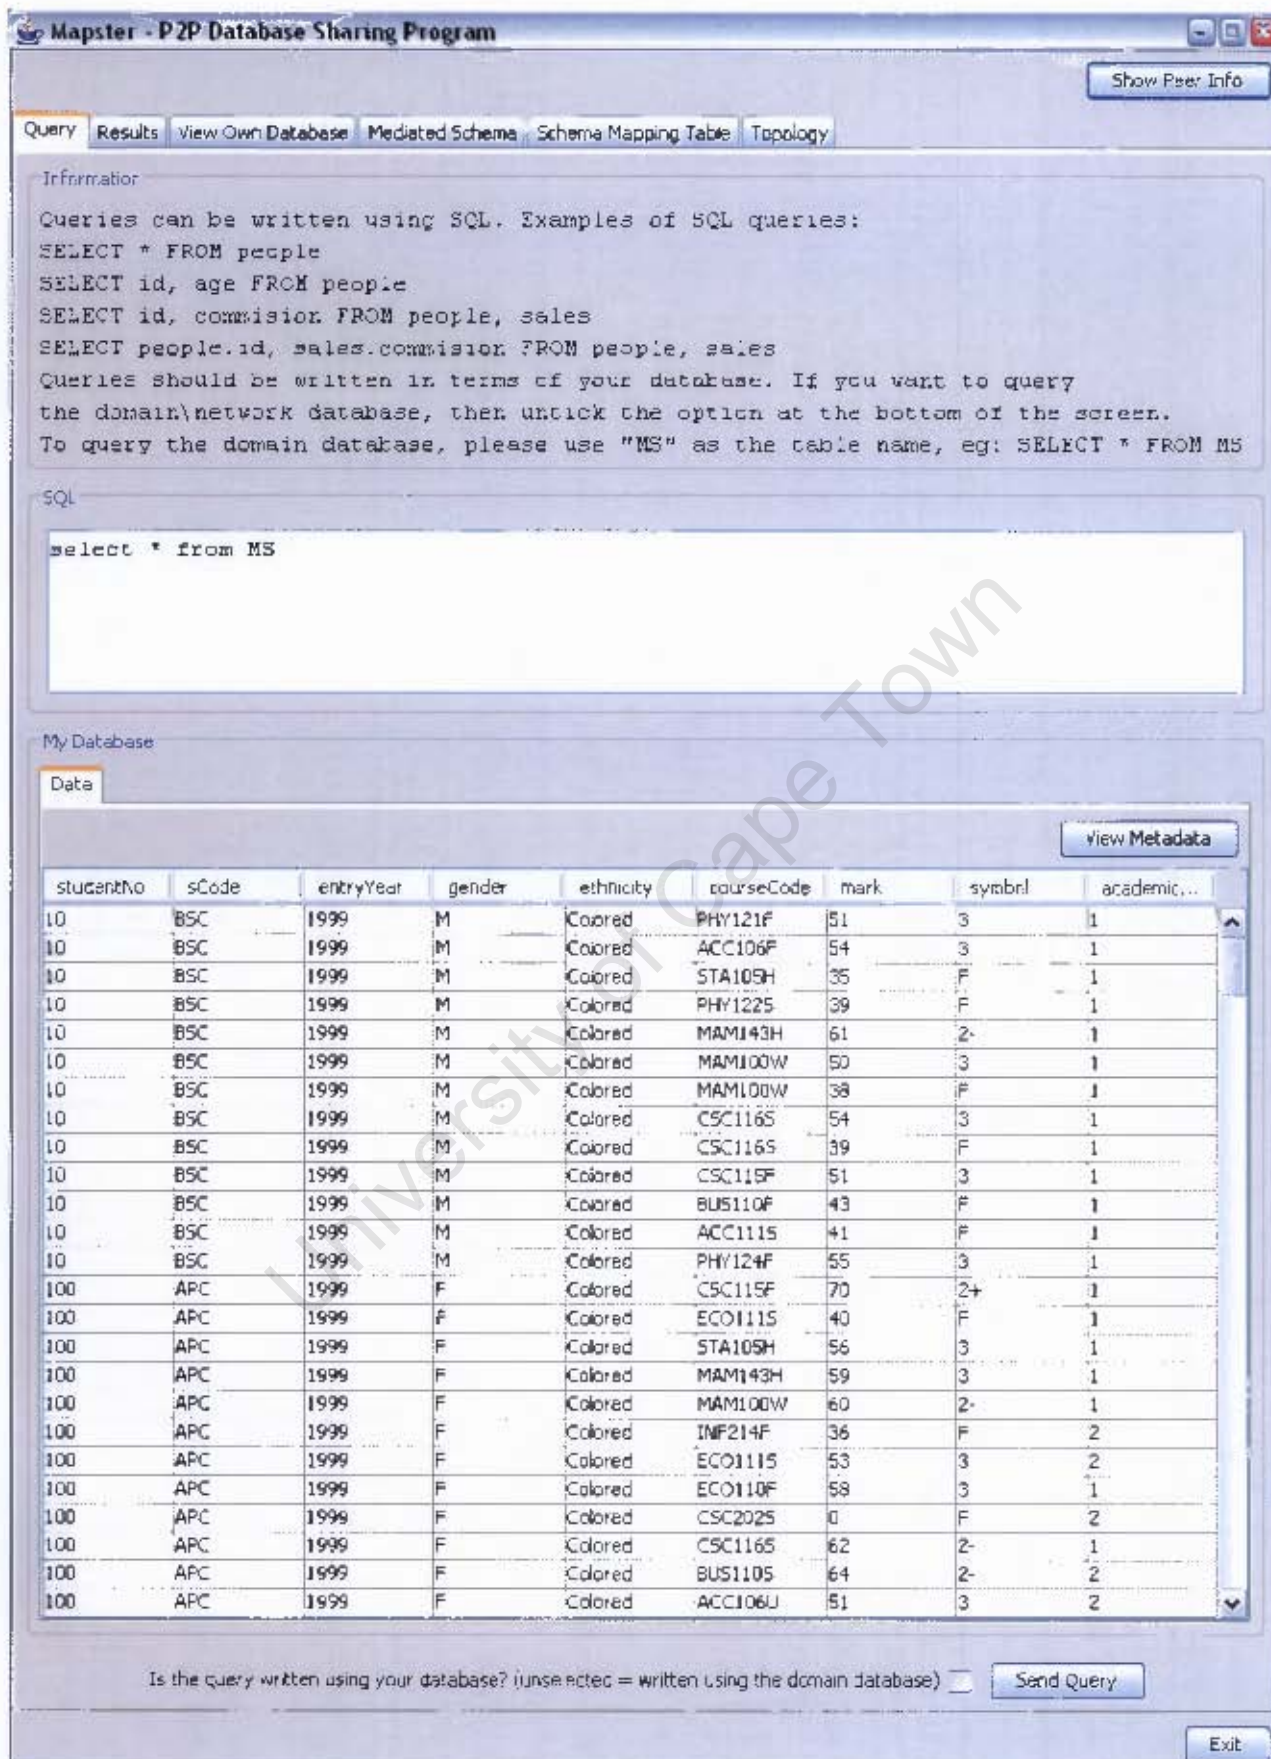 Mapster - P2P Database Sharing Program
Show Peer Info
Query Results View Own Database Mediated Schema Schema Mapping Table Topology
Information
Queries can be written using SQL. Examples of SQL queries:
SELECT * FROM people
SELECT id, age FROM people
SELECT id, commision FROM people, sales
SELECT people.id, sales.commision FROM people, sales
Queries should be written in terms of your database. If you want to query
the domain\network database, then untick the option at the bottom of the screen.
To query the domain database, please use "MS" as the table name, eg: SELECT * FROM MS
SQL
select * from MS
My Database
Data
View Metadata
studentNo sCode entryYear gender ethnicity courseCode mark symbol academic...
10 BSC 1999 M Colored PHY121F 51 3 1
10 BSC 1999 M Colored ACC106F 54 3 1
10 BSC 1999 M Colored STA105H 35 F 1
10 BSC 1999 M Colored PHY122S 39 F 1
10 BSC 1999 M Colored MAM143H 61 2- 1
10 BSC 1999 M Colored MAM100W 50 3 1
10 BSC 1999 M Colored MAM100W 38 F 1
10 BSC 1999 M Colored CSC116S 54 3 1
10 BSC 1999 M Colored CSC116S 39 F 1
10 BSC 1999 M Colored CSC115F 51 3 1
10 BSC 1999 M Colored BUS110F 43 F 1
10 BSC 1999 M Colored ACC111S 41 F 1
10 BSC 1999 M Colored PHY124F 55 3 1
100 APC 1999 F Colored CSC115F 70 2+ 1
100 APC 1999 F Colored ECO111S 40 F 1
100 APC 1999 F Colored STA105H 56 3 1
100 APC 1999 F Colored MAM143H 59 3 1
100 APC 1999 F Colored MAM100W 60 2- 1
100 APC 1999 F Colored INF214F 36 F 2
100 APC 1999 F Colored ECO111S 53 3 2
100 APC 1999 F Colored ECO110F 58 3 1
100 APC 1999 F Colored CSC202S 0 F 2
100 APC 1999 F Colored CSC116S 62 2- 1
100 APC 1999 F Colored BUS110S 64 2- 2
100 APC 1999 F Colored ACC106U 51 3 2
Is the query written using your database? (unselected = written using the domain database) Send Query
Exit
University of Cape Town